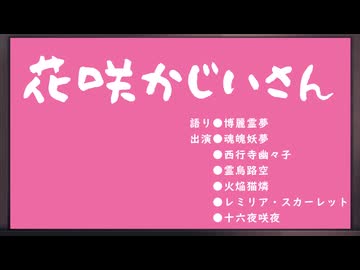 花咲かじいさん
語り●博麗霊夢
出演●魂魄妖夢
●西行寺幽々子
●霊烏路空
●火焔猫燐
●レミリア・スカーレット
●十六夜咲夜